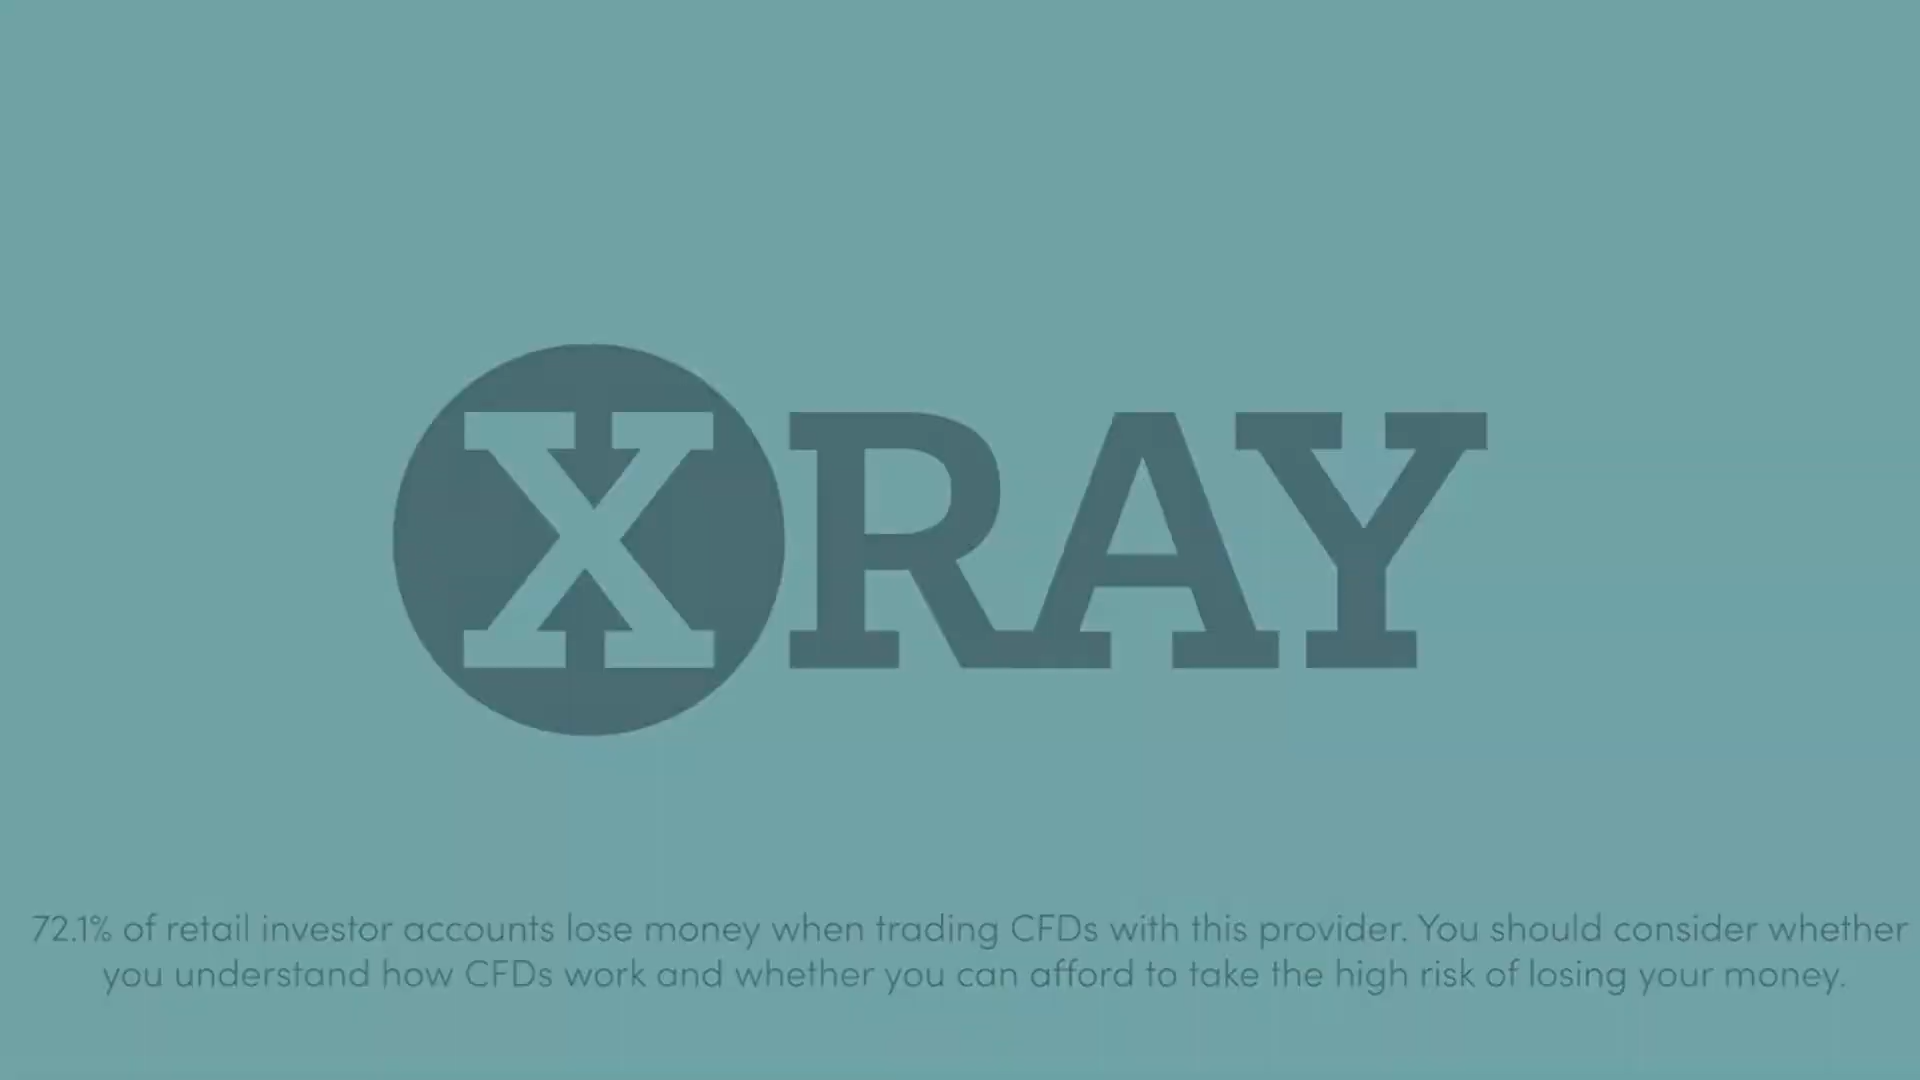 XRAY
72.1% of retail investor accounts lose money when trading CFDs with this provider. You should consider whether
you understand how CFDs work and whether you can afford to take the high risk of losing your money.